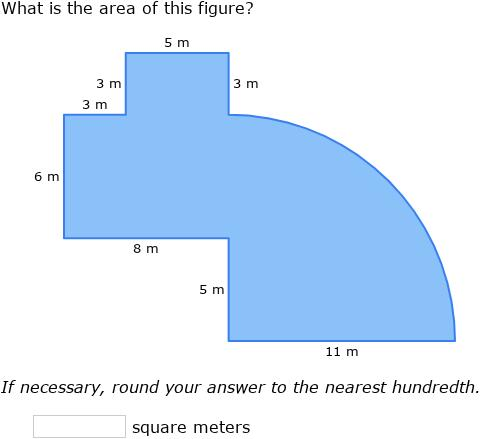 What is the area of this figure?
5 m
3 m
3 m
3 m
6 m
8 m
5 m
11 m
If necessary, round your answer to the nearest hundredth.
square meters